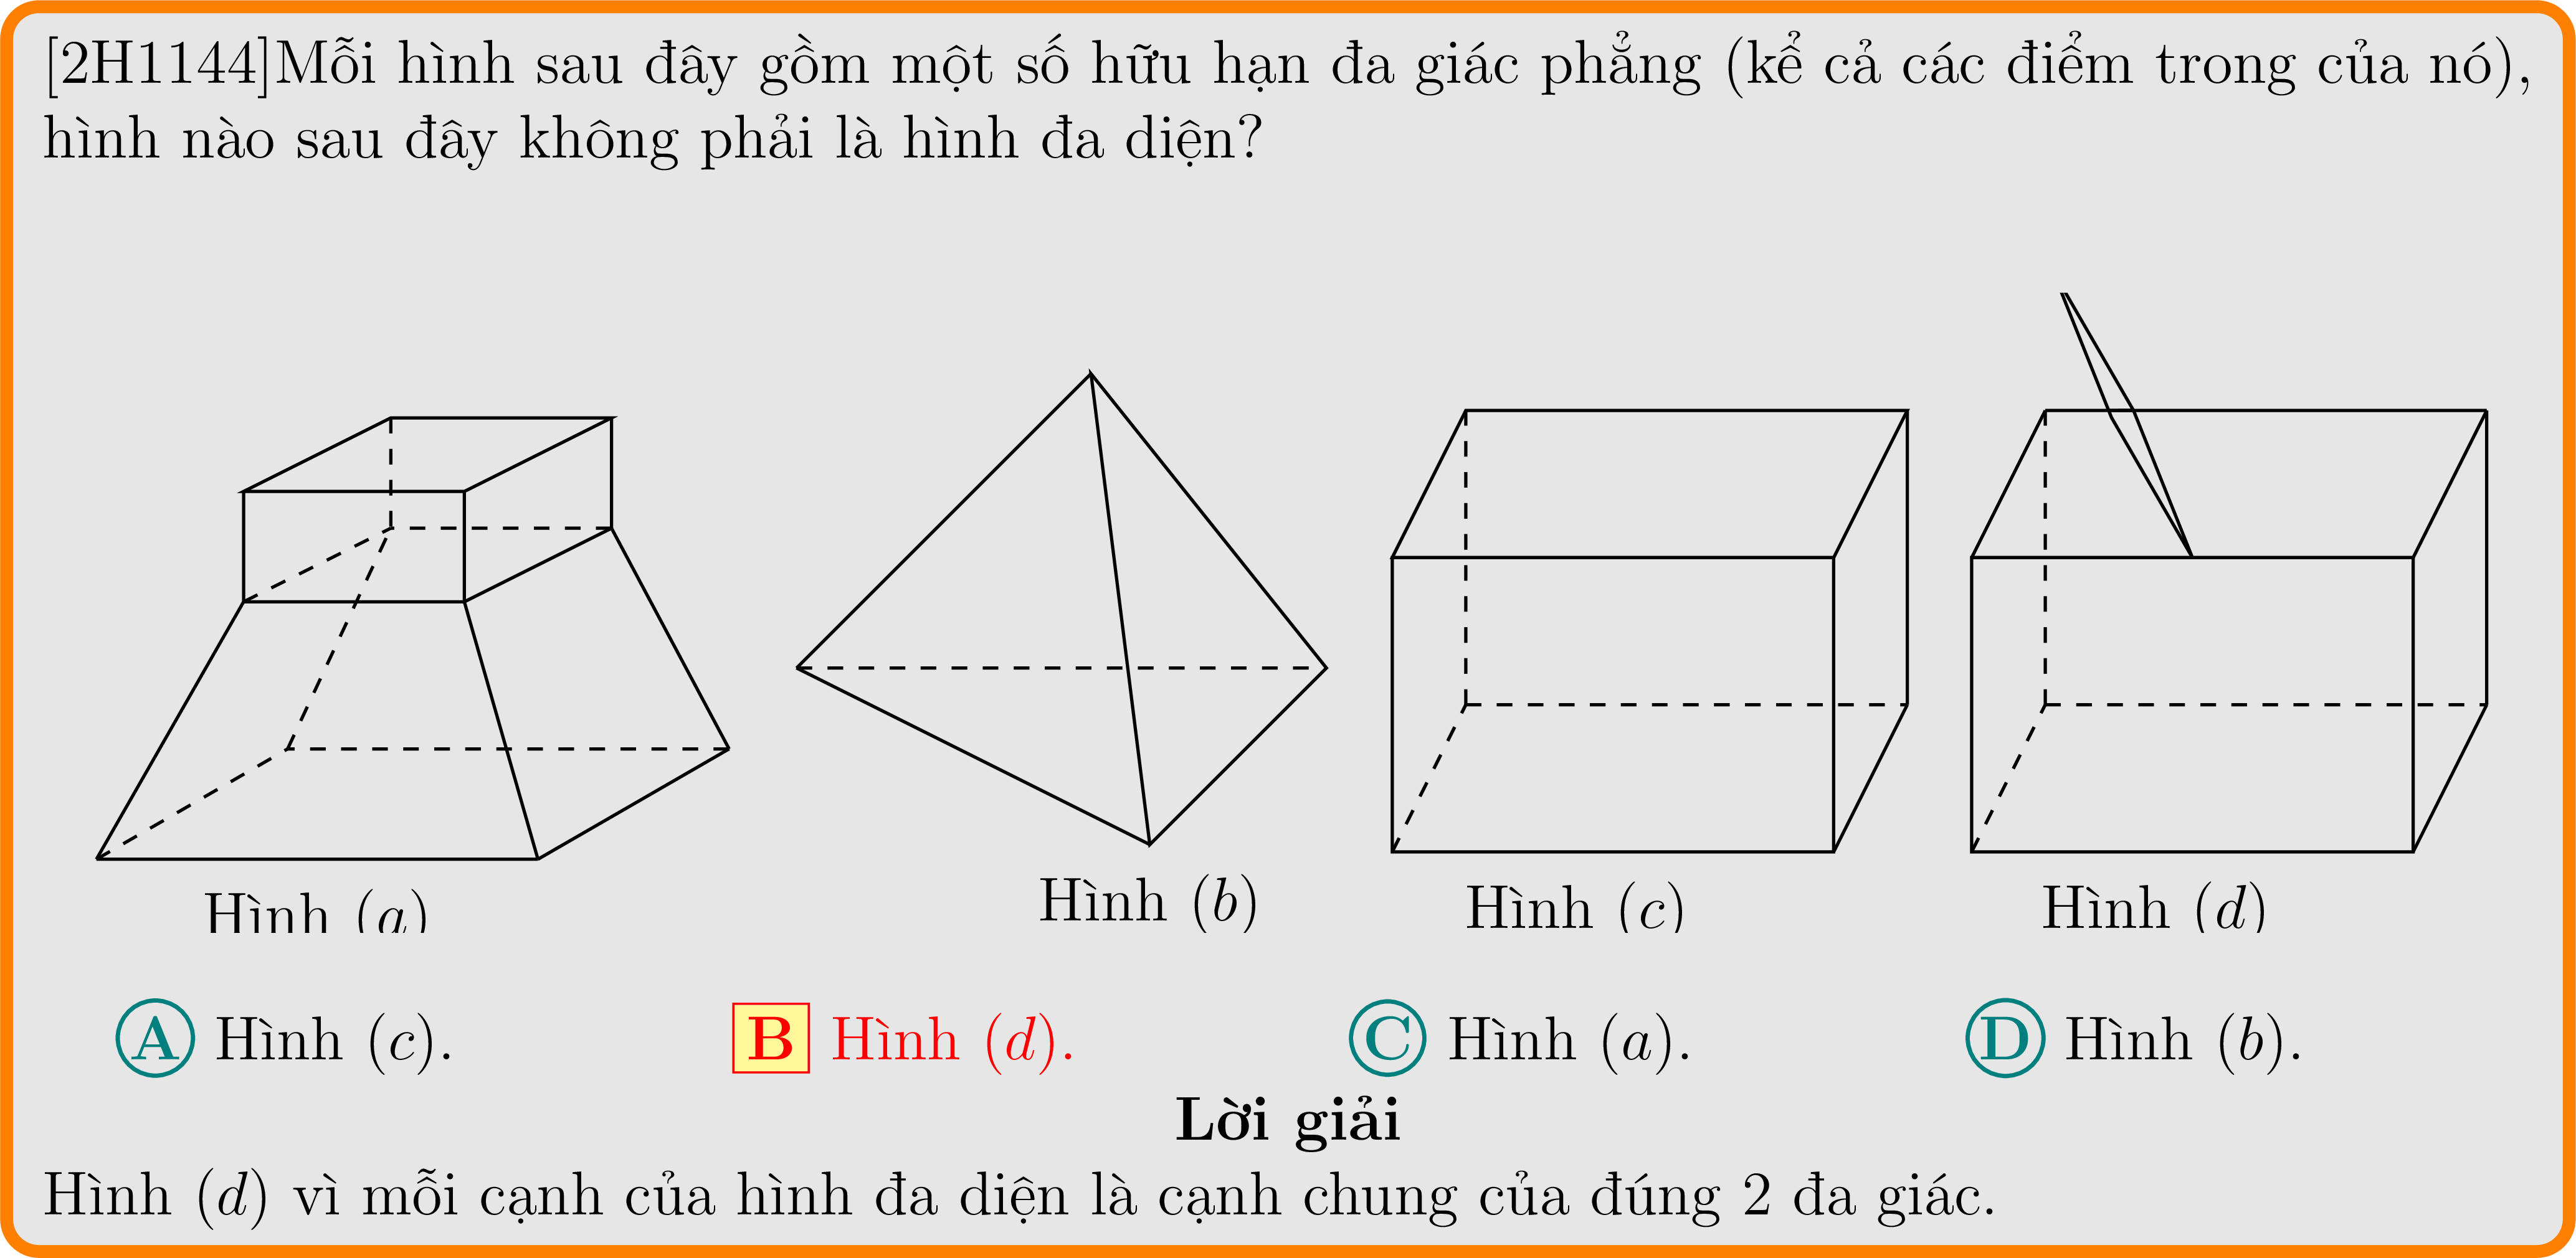 [2H1144]Mỗi hình sau đây gồm một số hữu hạn đa giác phẳng (kể cả các điểm trong của nó),
hình nào sau đây không phải là hình đa diện?
Hình (a)
Hình (b)
Hình (c)
Hình (d)
A Hình (c).
B Hình (d).
C Hình (a).
D Hình (b).
Lời giải
Hình (d) vì mỗi cạnh của hình đa diện là cạnh chung của đúng 2 đa giác.